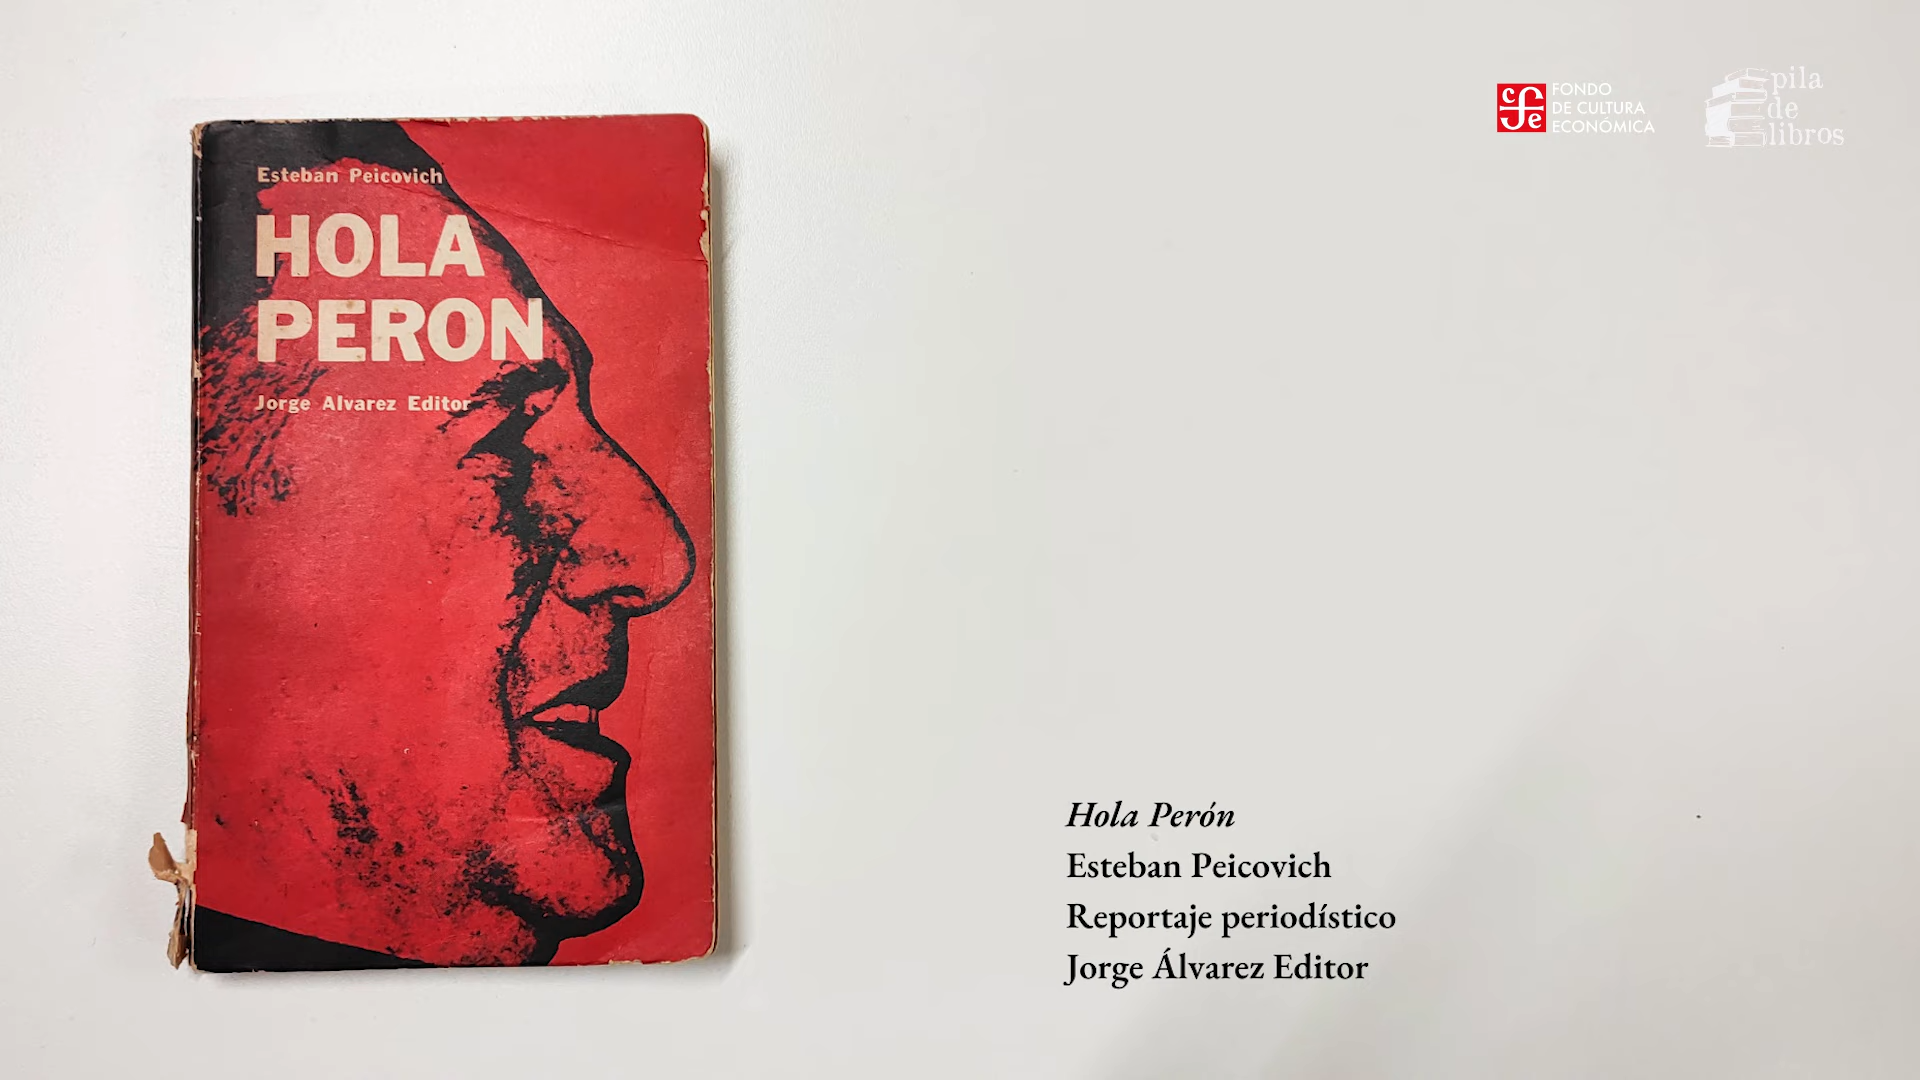 Esteban Peicovich
HOLA
PERON
Jorge Alvarez Editor
FONDO
DE CULTURA
ECONÓMICA
cfe
pila
de
libros
Hola Perón
Esteban Peicovich
Reportaje periodístico
Jorge Álvarez Editor